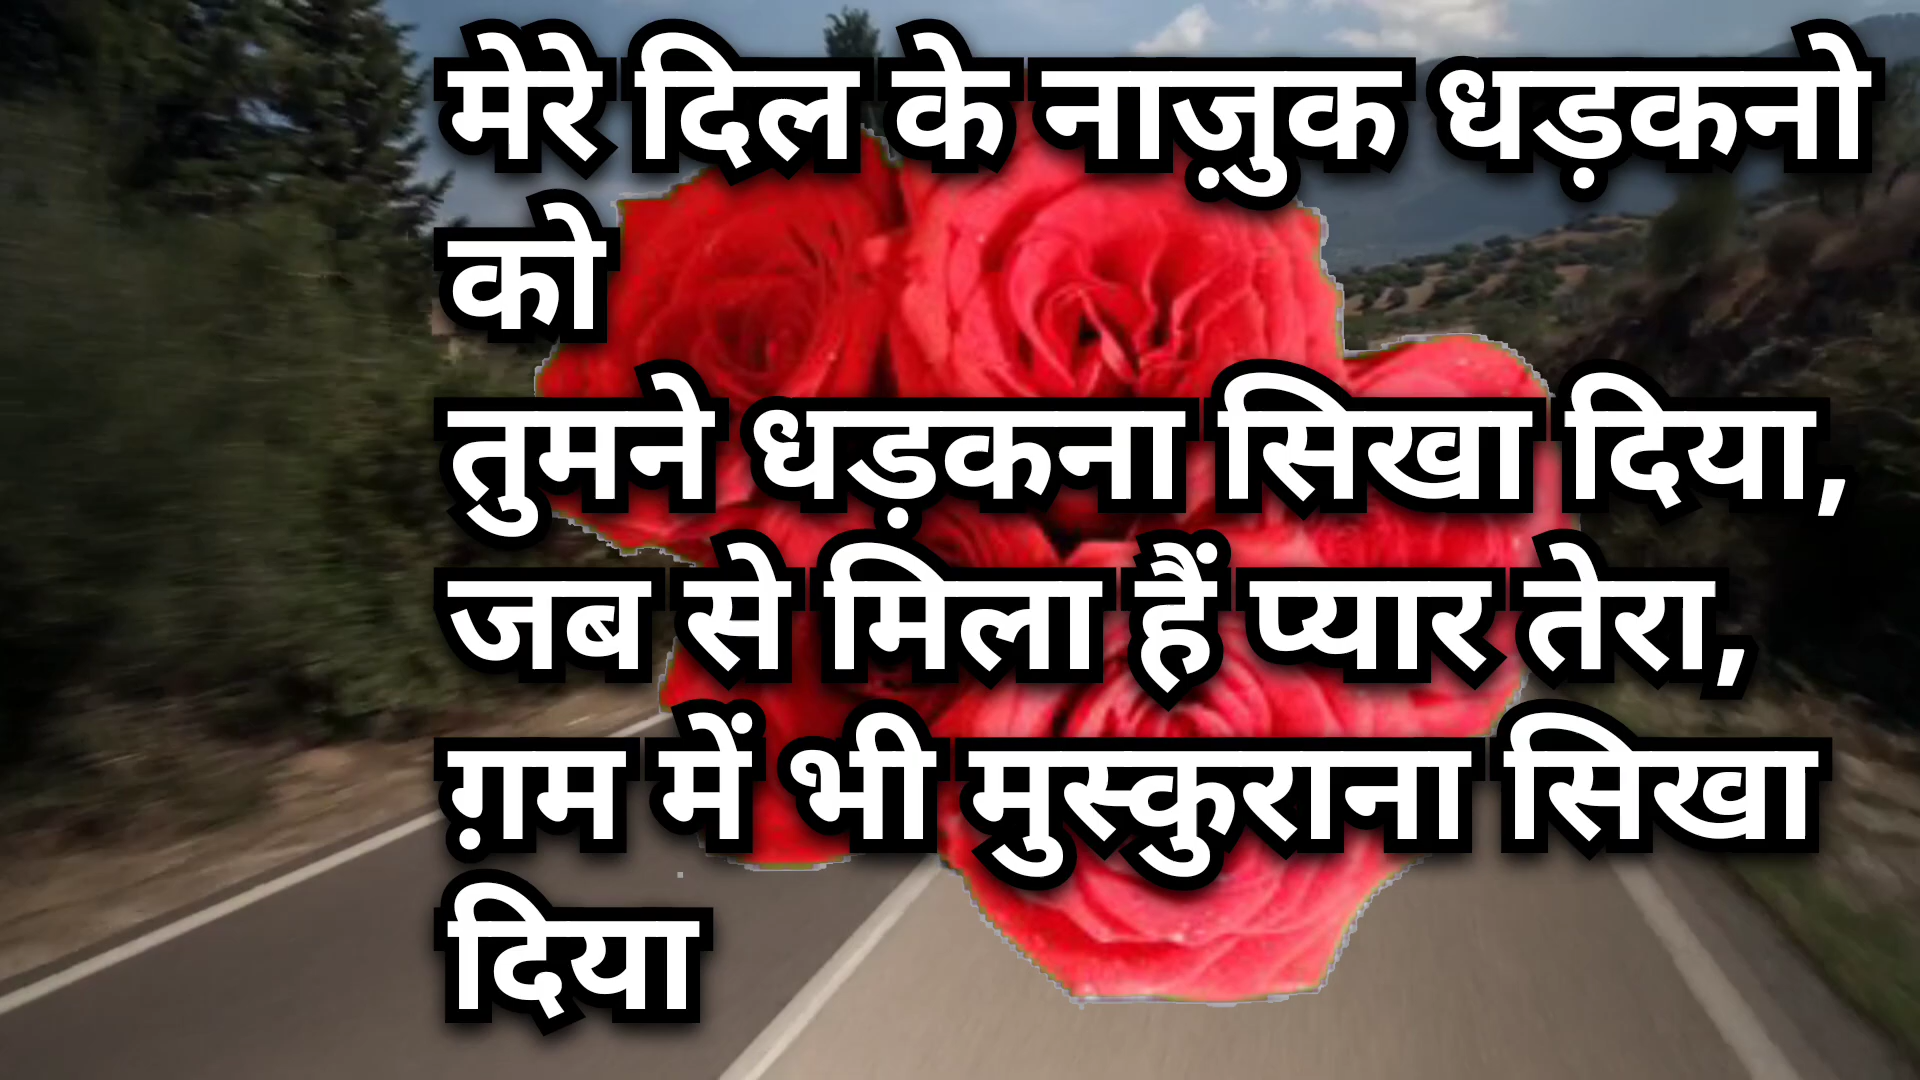 मेरे दिल के नाज़ुक धड़कनो
को
तुमने धड़कना सिखा दिया,
जब से मिला हैं प्यार तेरा,
ग़म में भी मुस्कुराना सिखा
दिया